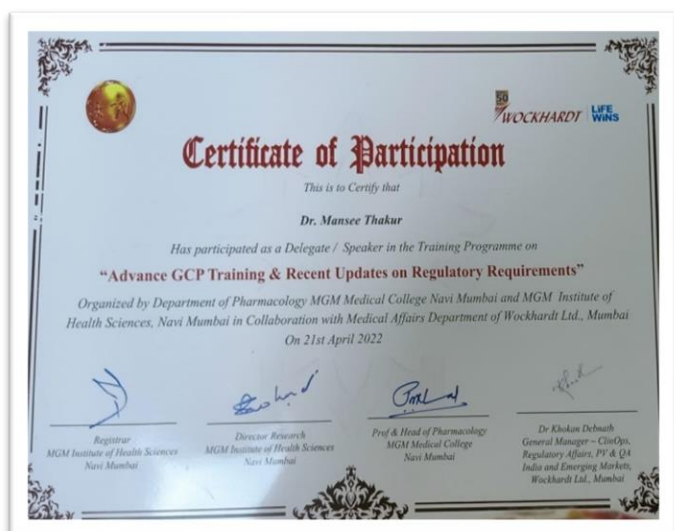 50
WOCKHARDT
LiFE
WiNS
Certificate of Participation
This is to Certify that
Dr. Mansee Thakur
Has participated as a Delegate / Speaker in the Training Programme on
“Advance GCP Training & Recent Updates on Regulatory Requirements”
Organized by Department of Pharmacology MGM Medical College Navi Mumbai and MGM Institute of
Health Sciences, Navi Mumbai in Collaboration with Medical Affairs Department of Wockhardt Ltd., Mumbai
On 21st April 2022
Registrar
MGM Institute of Health Sciences
Navi Mumbai
Director Research
MGM Institute of Health Sciences
Navi Mumbai
Prof & Head of Pharmacology
MGM Medical College
Navi Mumbai
Dr Khokan Debnath
General Manager – ClinOps,
Regulatory Affairs, PV & QA
India and Emerging Markets,
Wockhardt Ltd., Mumbai